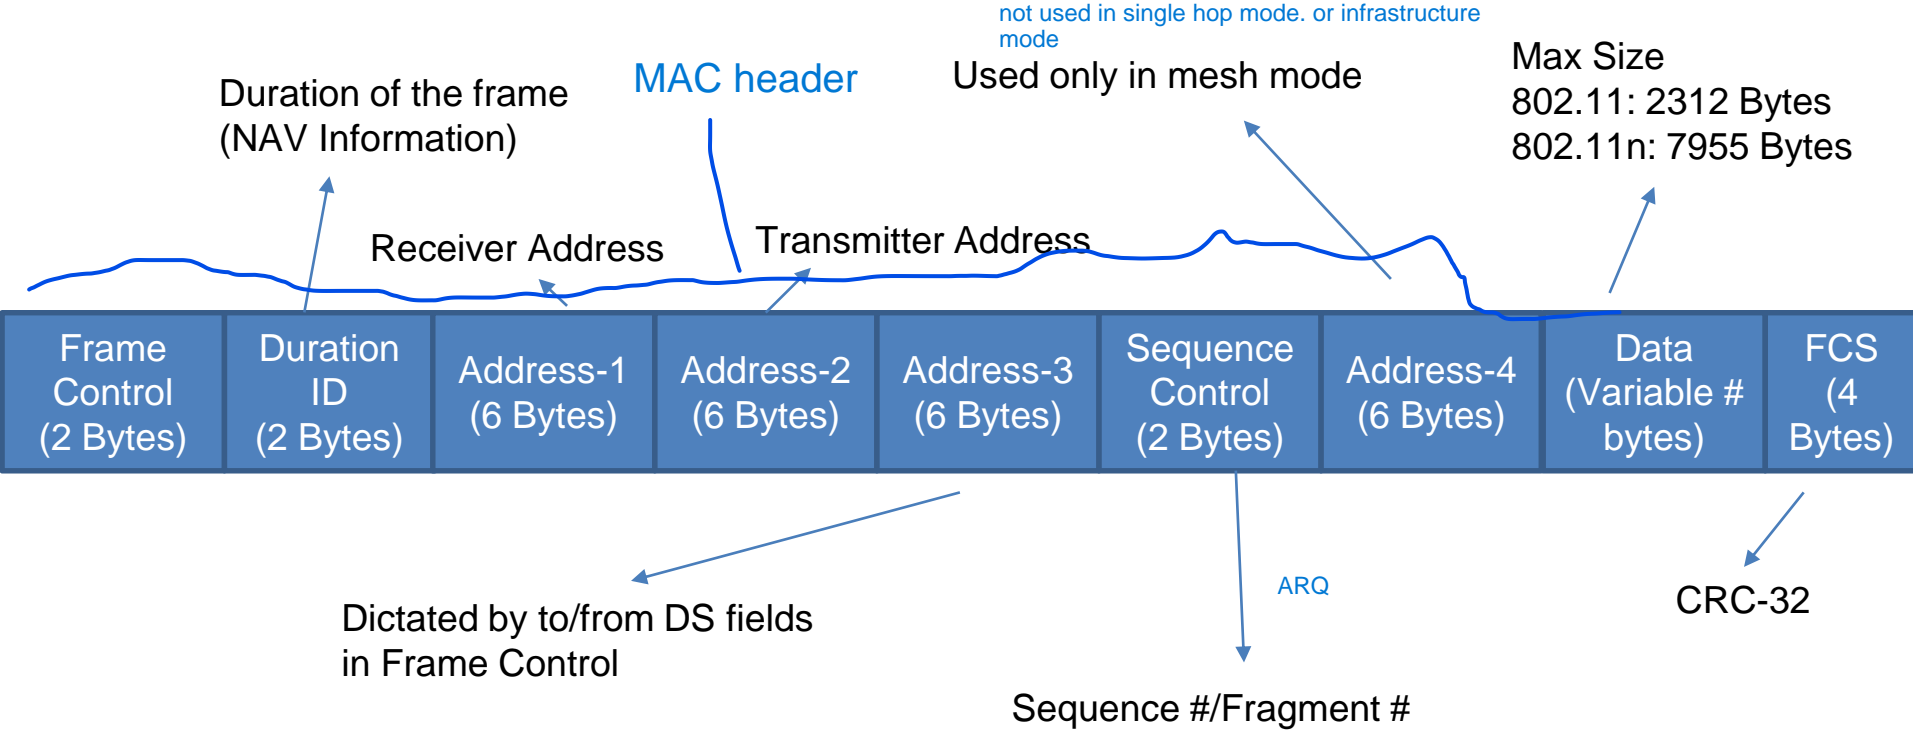 not used in single hop mode. or infrastructure
mode
Duration of the frame
(NAV Information)
MAC header
Used only in mesh mode
Max Size
802.11: 2312 Bytes
802.11n: 7955 Bytes
Receiver Address
Transmitter Address
Frame
Control
(2 Bytes)
Duration
ID
(2 Bytes)
Address-1
(6 Bytes)
Address-2
(6 Bytes)
Address-3
(6 Bytes)
Sequence
Control
(2 Bytes)
Address-4
(6 Bytes)
Data
(Variable #
bytes)
FCS
(4
Bytes)
Dictated by to/from DS fields
in Frame Control
ARQ
Sequence #/Fragment #
CRC-32